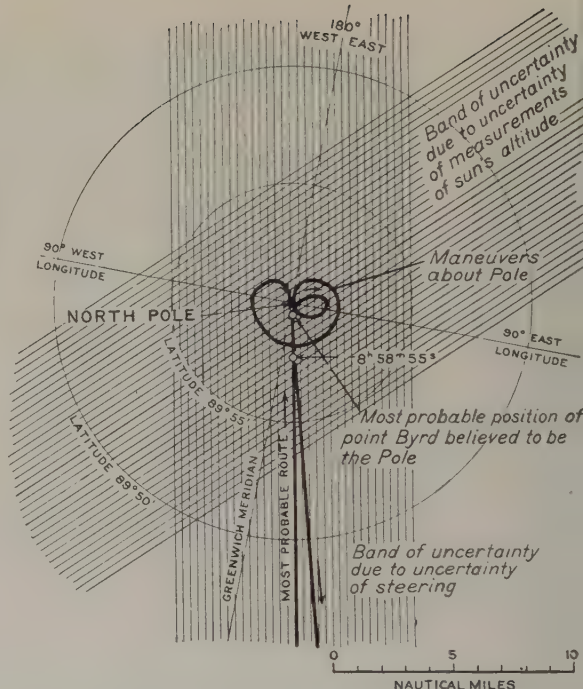 180°
WEST EAST
Band of uncertainty
due to uncertainty
of measurements
of sun's altitude
90° WEST
LONGITUDE
Maneuvers
about Pole
NORTH POLE
90° EAST
LONGITUDE
8ʰ 58ᵐ 55ˢ
LATITUDE 89°55'
LATITUDE 89°50'
Most probable position of
point Byrd believed to be
the Pole
GREENWICH MERIDIAN
MOST PROBABLE ROUTE
Band of uncertainty
due to uncertainty
of steering
0 5 10
NAUTICAL MILES